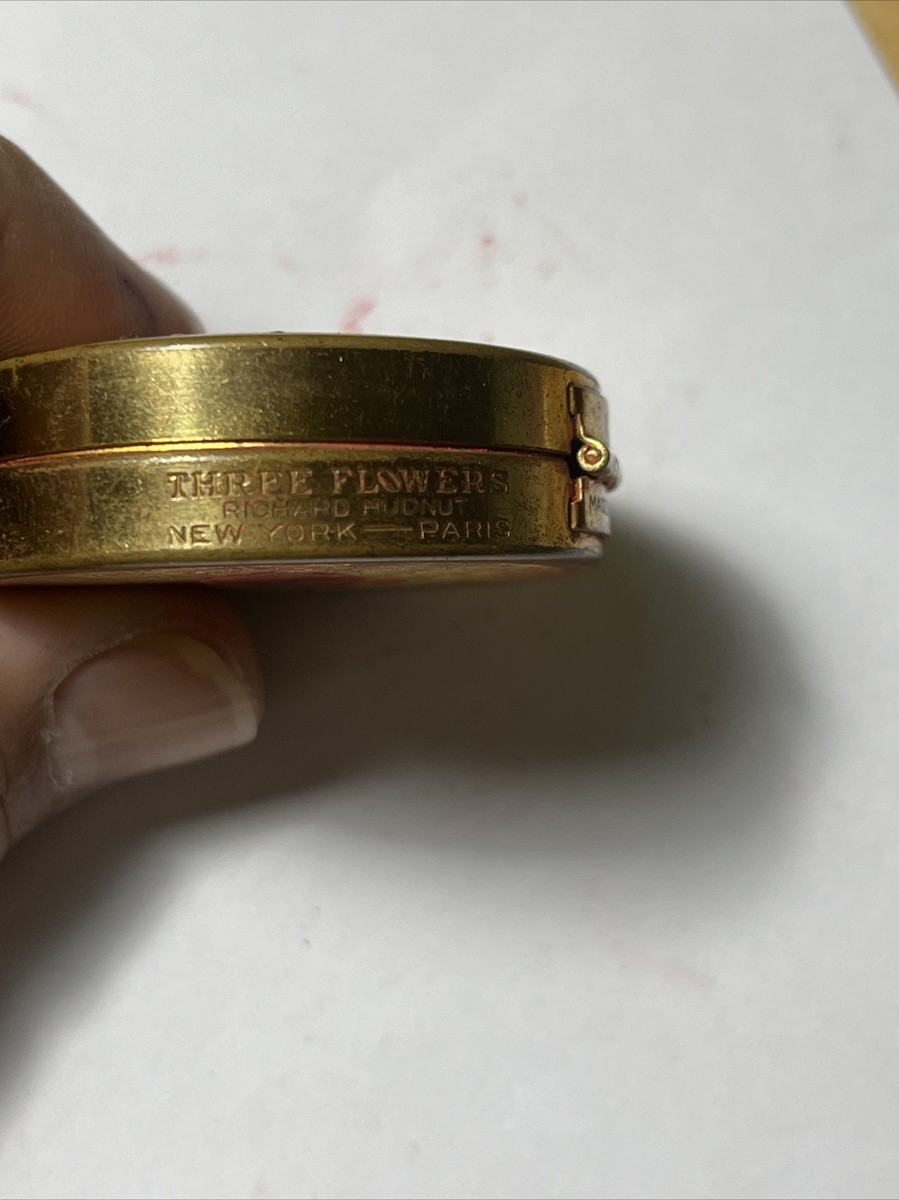 THREE FLOWERS
RICHARD HUDNUT
NEW YORK — PARIS